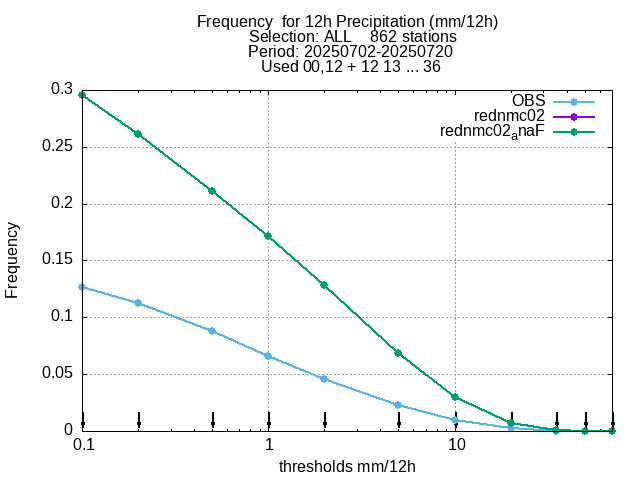 Frequency  for 12h Precipitation (mm/12h)
Selection: ALL    862 stations
Period: 20250702-20250720
Used 00,12 + 12 13 ... 36
OBS
rednmc02
rednmc02anaF
0.3
0.25
0.2
0.15
0.1
0.05
0
Frequency
0.1
1
10
thresholds mm/12h